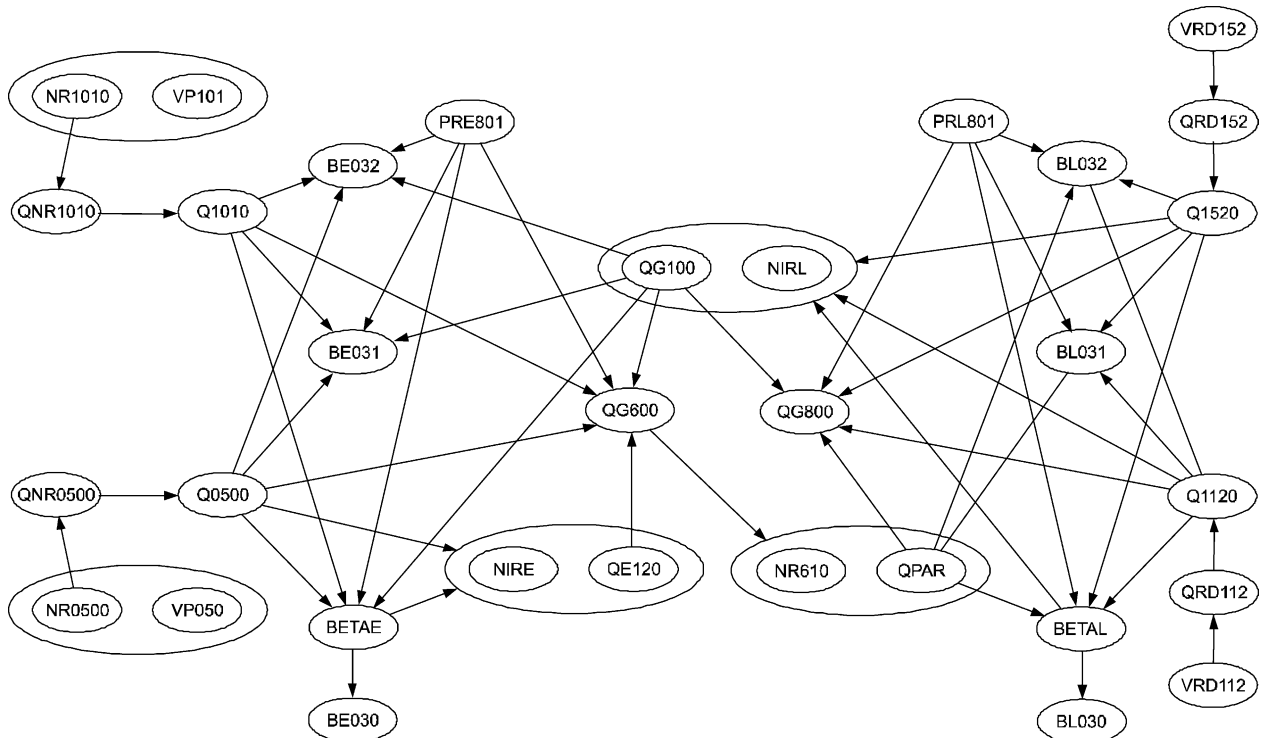 VRD152
NR1010 VP101
PRE801 PRL801 QRD152
BE032 BL032
QNR1010 Q1010 Q1520
QG100 NIRL
BE031 BL031
QG600 QG800
QNR0500 Q0500 Q1120
NIRE QE120 NR610 QPAR
QRD112
NR0500 VP050
BETAE BETAL
VRD112
BE030 BL030